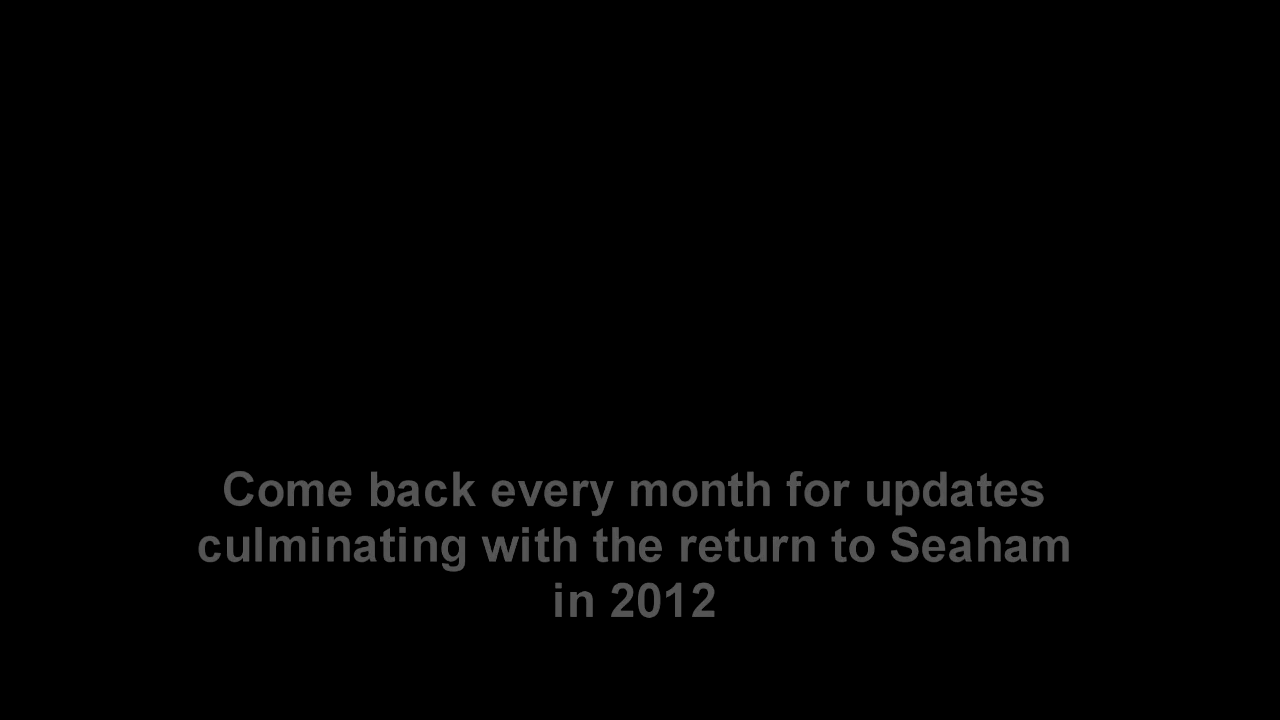 Come back every month for updates
culminating with the return to Seaham
in 2012